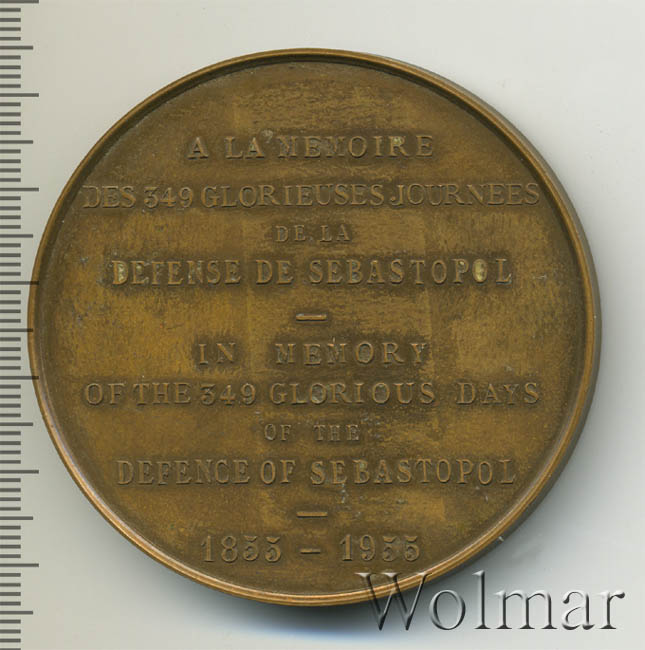 A LA MEMOIRE
DES 349 GLORIEUSES JOURNEES
DE LA
DEFENSE DE SEBASTOPOL
—
IN MEMORY
OF THE 349 GLORIOUS DAYS
OF THE
DEFENCE OF SEBASTOPOL
—
1855 – 1955
Wolmar